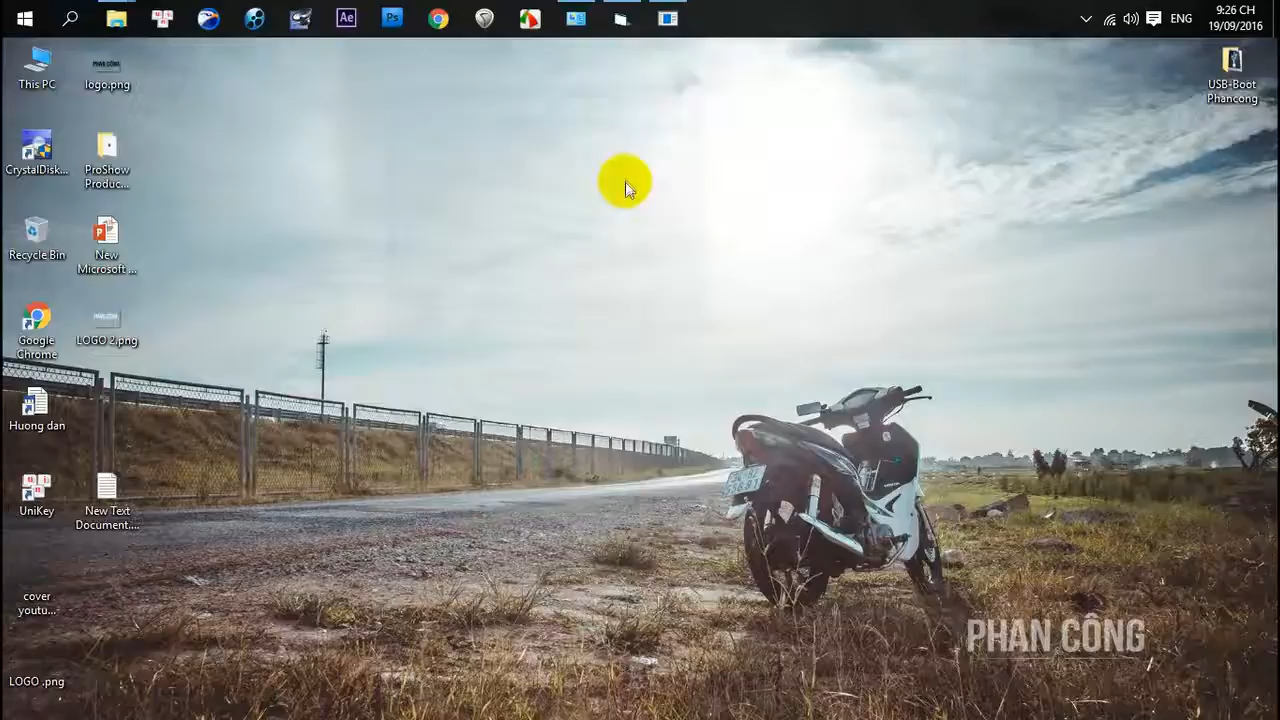 Ae
Ps
ENG
9:26 CH
19/09/2016
This PC
logo.png
USB-Boot
Phancong
CrystalDisk...
ProShow
Produc...
Recycle Bin
New
Microsoft ...
Google
Chrome
LOGO 2.png
Huong dan
UniKey
New Text
Document....
cover
youtu...
LOGO .png
PHAN CÔNG